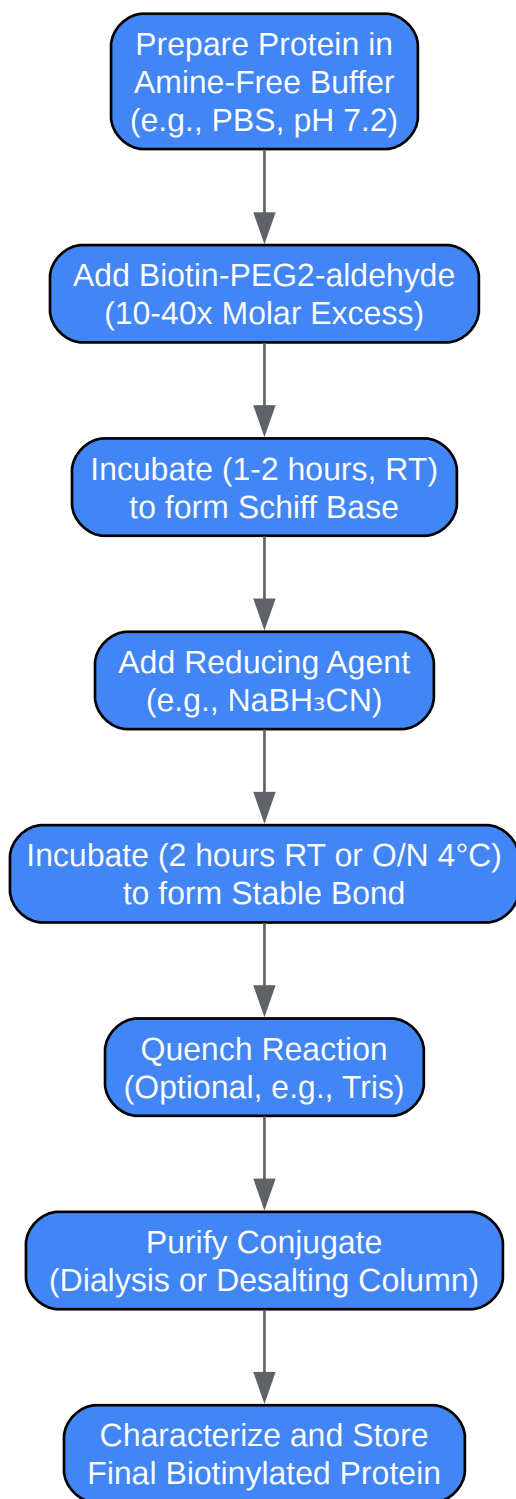 Prepare Protein in
Amine-Free Buffer
(e.g., PBS, pH 7.2)
Add Biotin-PEG2-aldehyde
(10-40x Molar Excess)
Incubate (1-2 hours, RT)
to form Schiff Base
Add Reducing Agent
(e.g., NaBH₃CN)
Incubate (2 hours RT or O/N 4°C)
to form Stable Bond
Quench Reaction
(Optional, e.g., Tris)
Purify Conjugate
(Dialysis or Desalting Column)
Characterize and Store
Final Biotinylated Protein